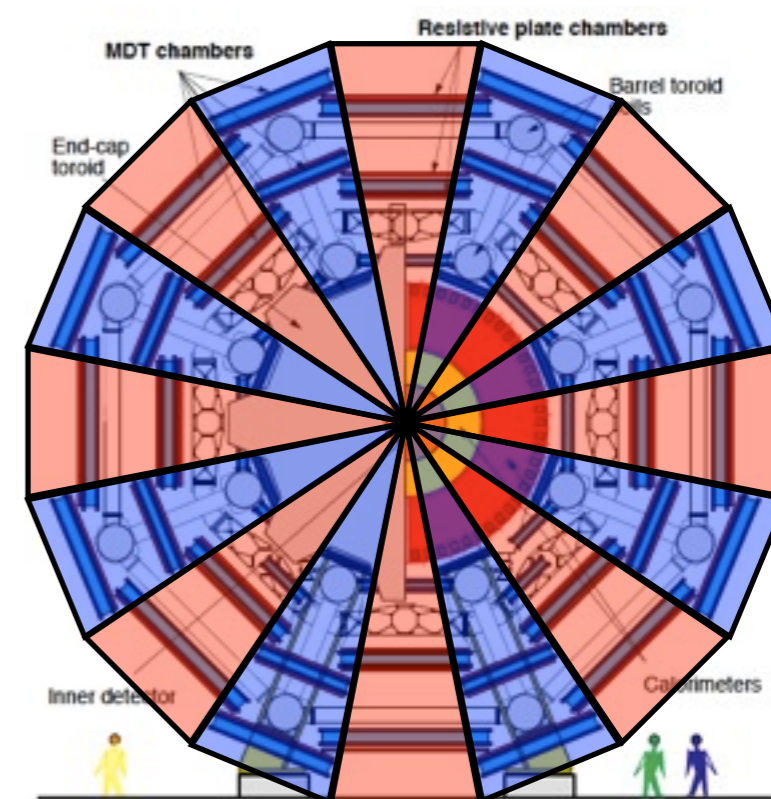 Resistive plate chambers
MDT chambers
Barrel toroid
End-cap
toroid
Inner detector
Calorimeters